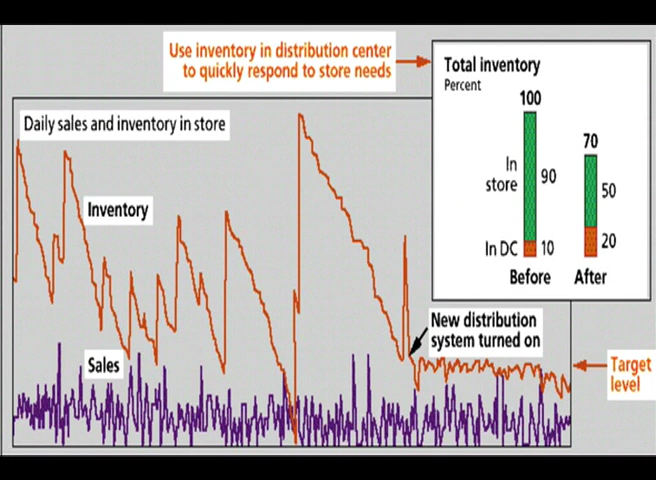 Use inventory in distribution center
to quickly respond to store needs
Total inventory
Percent
100
70
In
store
90
50
In DC
10
20
Before
After
Daily sales and inventory in store
Inventory
New distribution
system turned on
Sales
Target
level